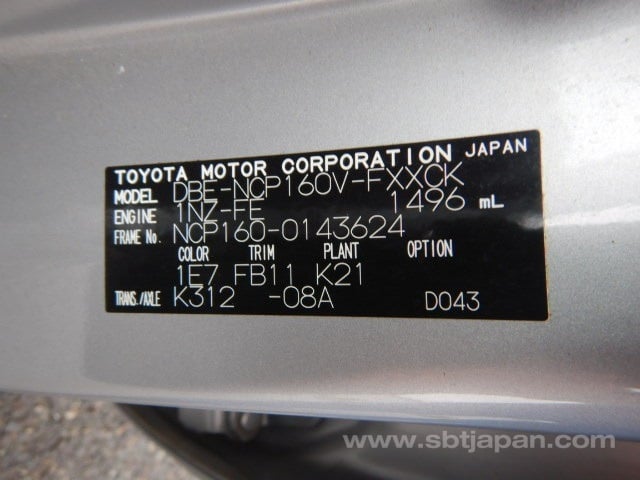 TOYOTA MOTOR CORPORATION JAPAN
MODEL DBE-NCP160V-FXXCK
ENGINE 1NZ-FE 1496 mL
FRAME No. NCP160-0143624
COLOR TRIM PLANT OPTION
1E7 FB11 K21
TRANS./AXLE K312 -08A D043
www.sbtjapan.com